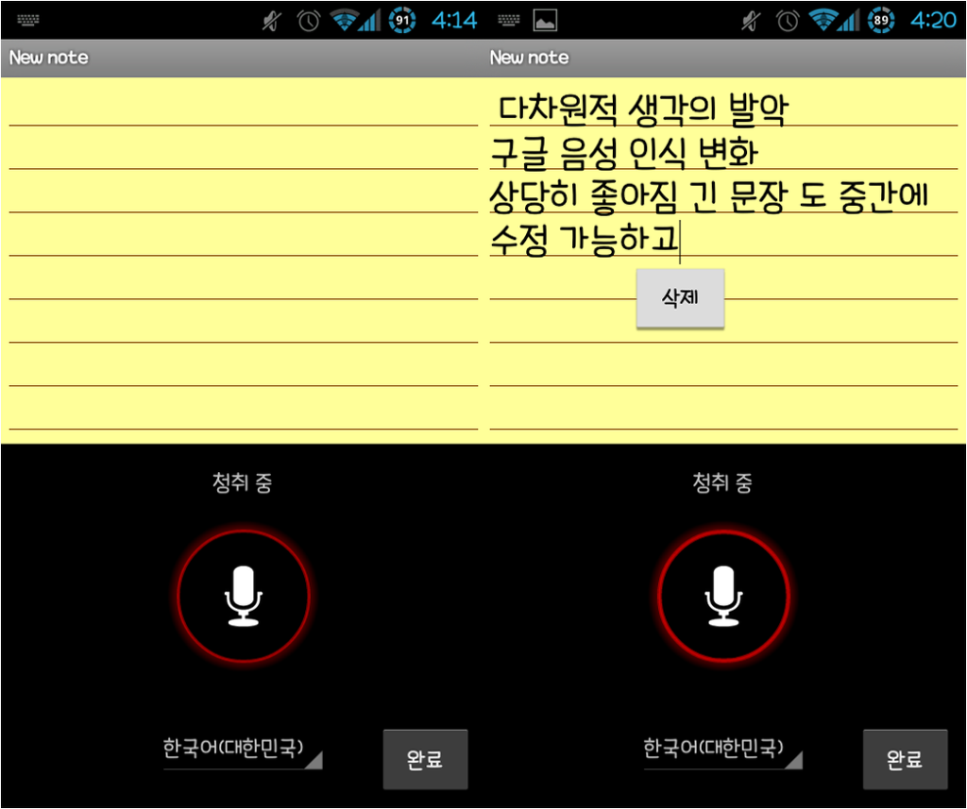 91 4:14
New note
청취 중
한국어(대한민국)
완료
89 4:20
New note
다차원적 생각의 발악
구글 음성 인식 변화
상당히 좋아짐 긴 문장 도 중간에
수정 가능하고
삭제
청취 중
한국어(대한민국)
완료